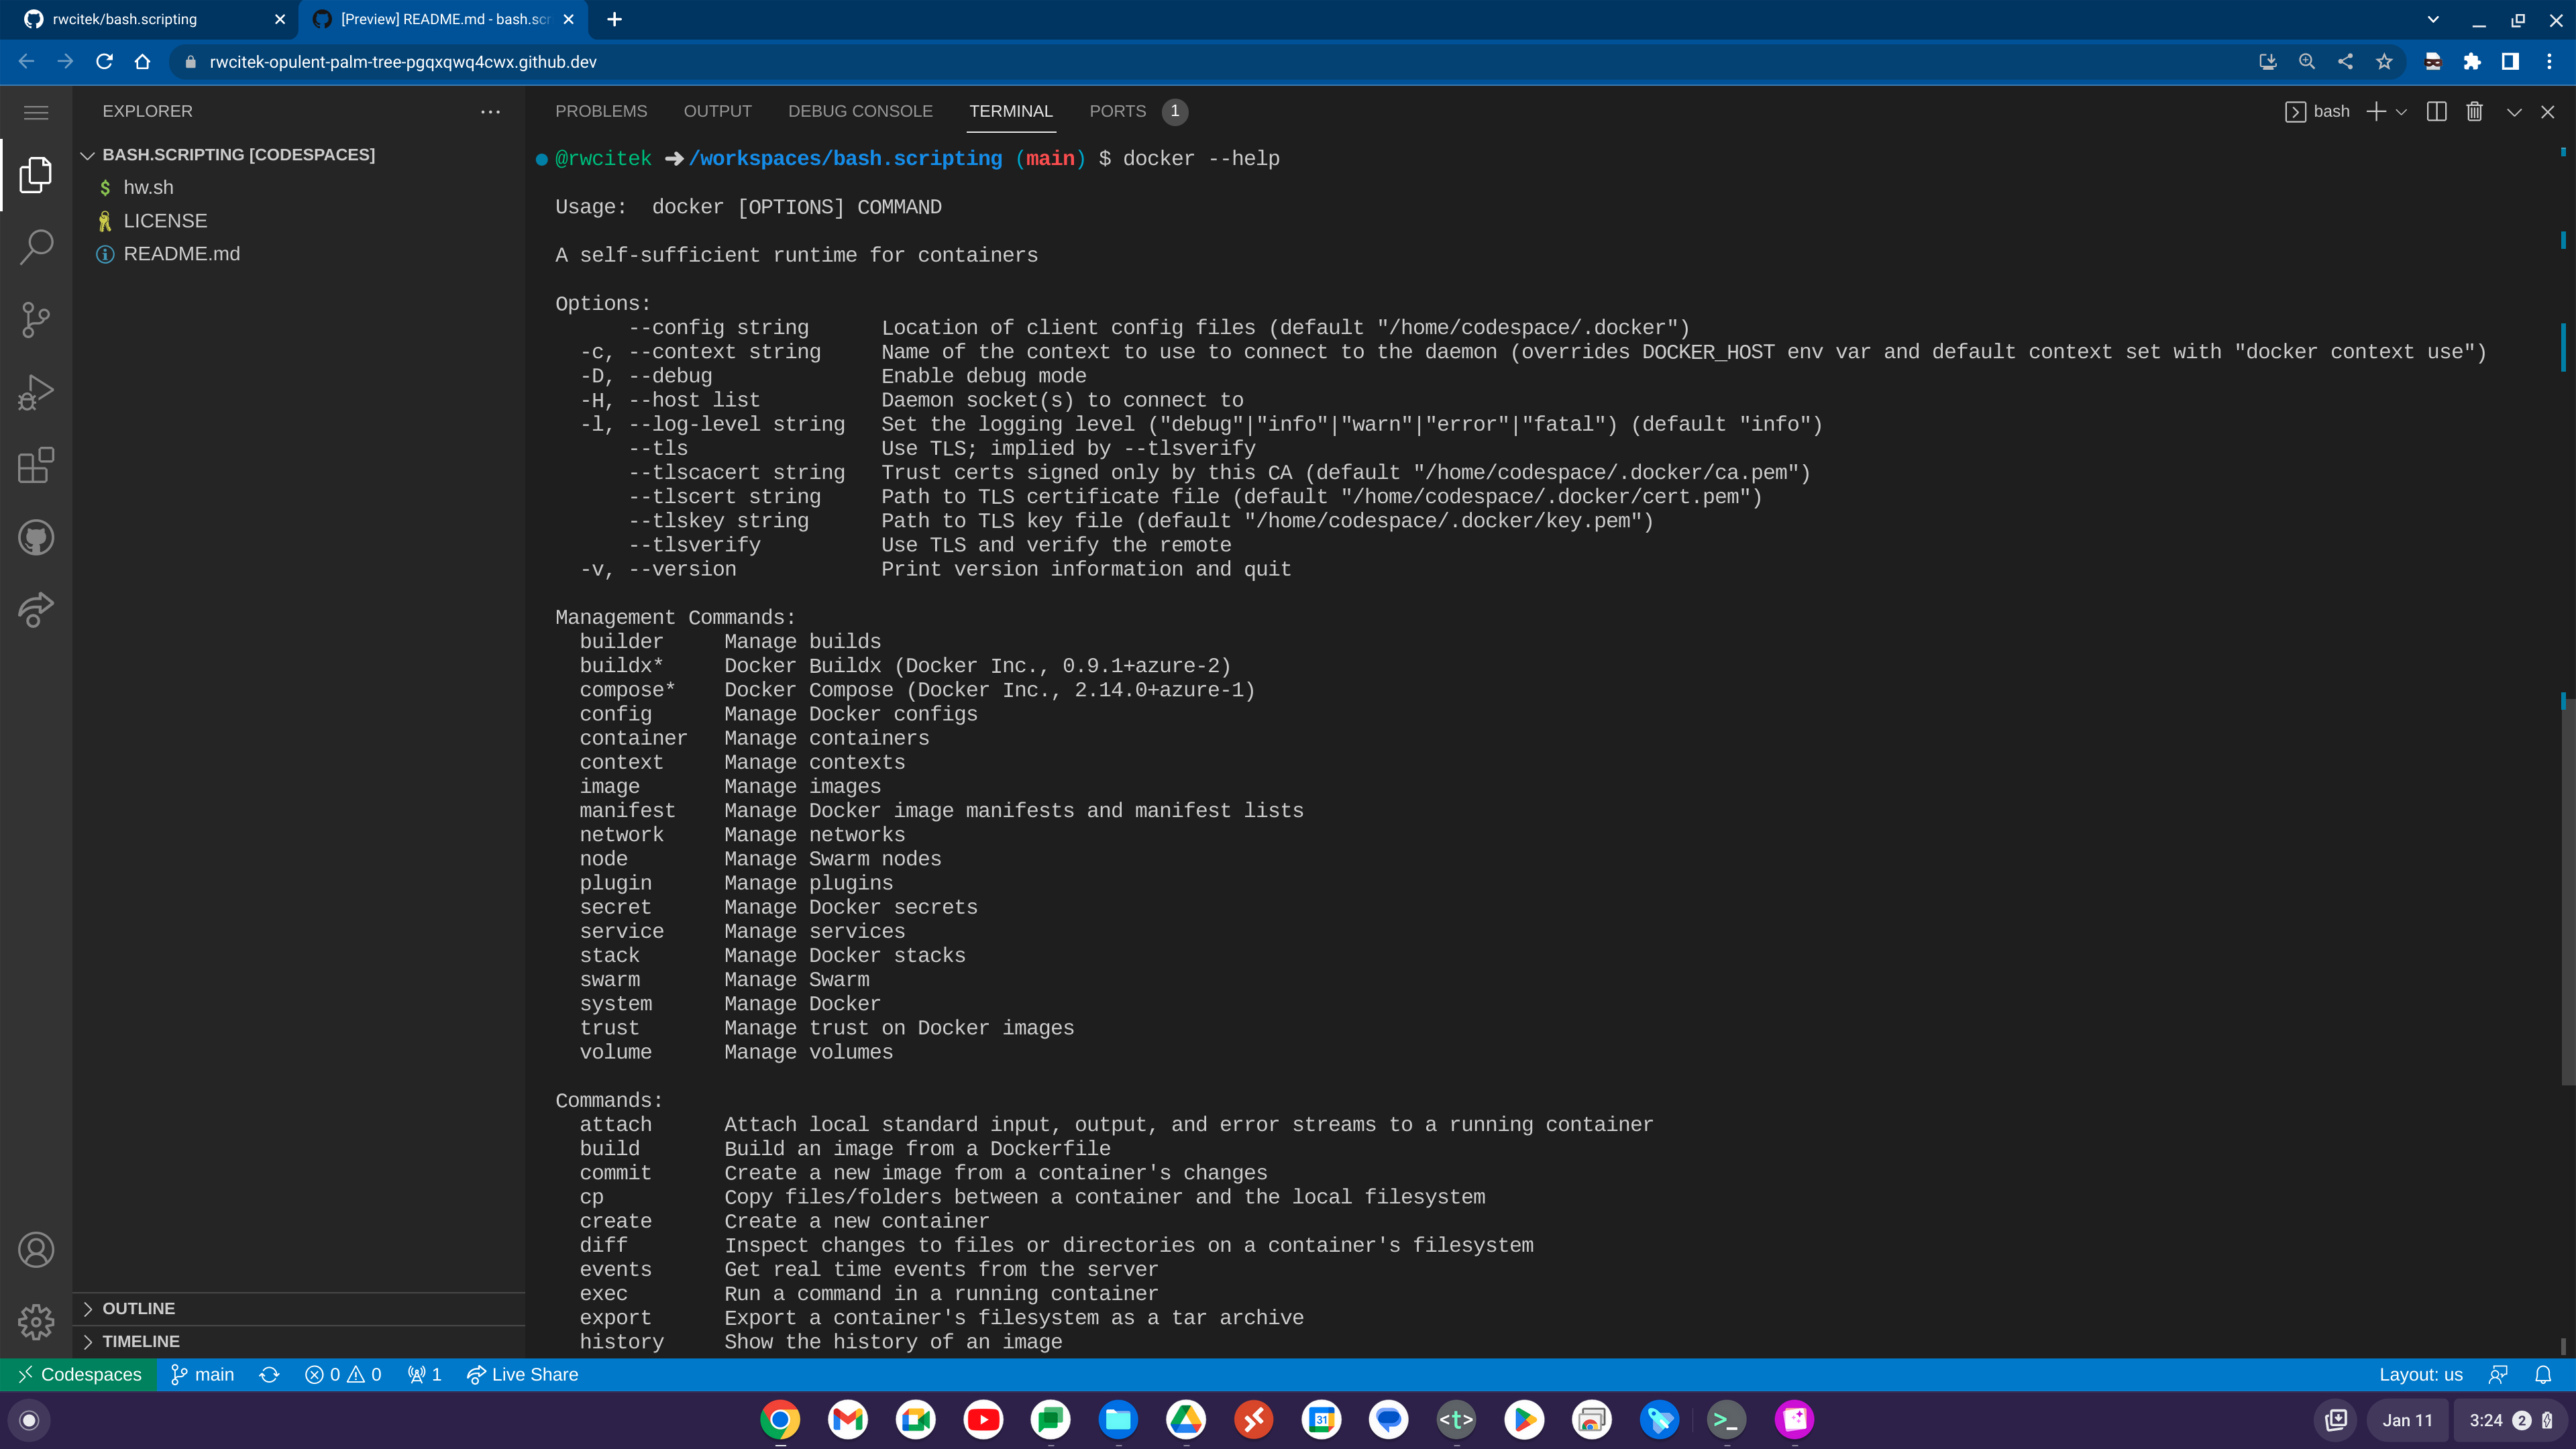 rwcitek/bash.scripting
[Preview] README.md - bash.scr
rwcitek-opulent-palm-tree-pgqxqwq4cwx.github.dev
EXPLORER
BASH.SCRIPTING [CODESPACES]
$ hw.sh
LICENSE
README.md
OUTLINE
TIMELINE
PROBLEMS OUTPUT DEBUG CONSOLE TERMINAL PORTS 1
bash
@rwcitek ➜ /workspaces/bash.scripting (main) $ docker --help
Usage:  docker [OPTIONS] COMMAND
A self-sufficient runtime for containers
Options:
      --config string      Location of client config files (default "/home/codespace/.docker")
  -c, --context string     Name of the context to use to connect to the daemon (overrides DOCKER_HOST env var and default context set with "docker context use")
  -D, --debug              Enable debug mode
  -H, --host list          Daemon socket(s) to connect to
  -l, --log-level string   Set the logging level ("debug"|"info"|"warn"|"error"|"fatal") (default "info")
      --tls                Use TLS; implied by --tlsverify
      --tlscacert string   Trust certs signed only by this CA (default "/home/codespace/.docker/ca.pem")
      --tlscert string     Path to TLS certificate file (default "/home/codespace/.docker/cert.pem")
      --tlskey string      Path to TLS key file (default "/home/codespace/.docker/key.pem")
      --tlsverify          Use TLS and verify the remote
  -v, --version            Print version information and quit
Management Commands:
  builder     Manage builds
  buildx*     Docker Buildx (Docker Inc., 0.9.1+azure-2)
  compose*    Docker Compose (Docker Inc., 2.14.0+azure-1)
  config      Manage Docker configs
  container   Manage containers
  context     Manage contexts
  image       Manage images
  manifest    Manage Docker image manifests and manifest lists
  network     Manage networks
  node        Manage Swarm nodes
  plugin      Manage plugins
  secret      Manage Docker secrets
  service     Manage services
  stack       Manage Docker stacks
  swarm       Manage Swarm
  system      Manage Docker
  trust       Manage trust on Docker images
  volume      Manage volumes
Commands:
  attach      Attach local standard input, output, and error streams to a running container
  build       Build an image from a Dockerfile
  commit      Create a new image from a container's changes
  cp          Copy files/folders between a container and the local filesystem
  create      Create a new container
  diff        Inspect changes to files or directories on a container's filesystem
  events      Get real time events from the server
  exec        Run a command in a running container
  export      Export a container's filesystem as a tar archive
  history     Show the history of an image
Codespaces main 0 0 1 Live Share Layout: us
31 <t> >_ Jan 11 3:24 2